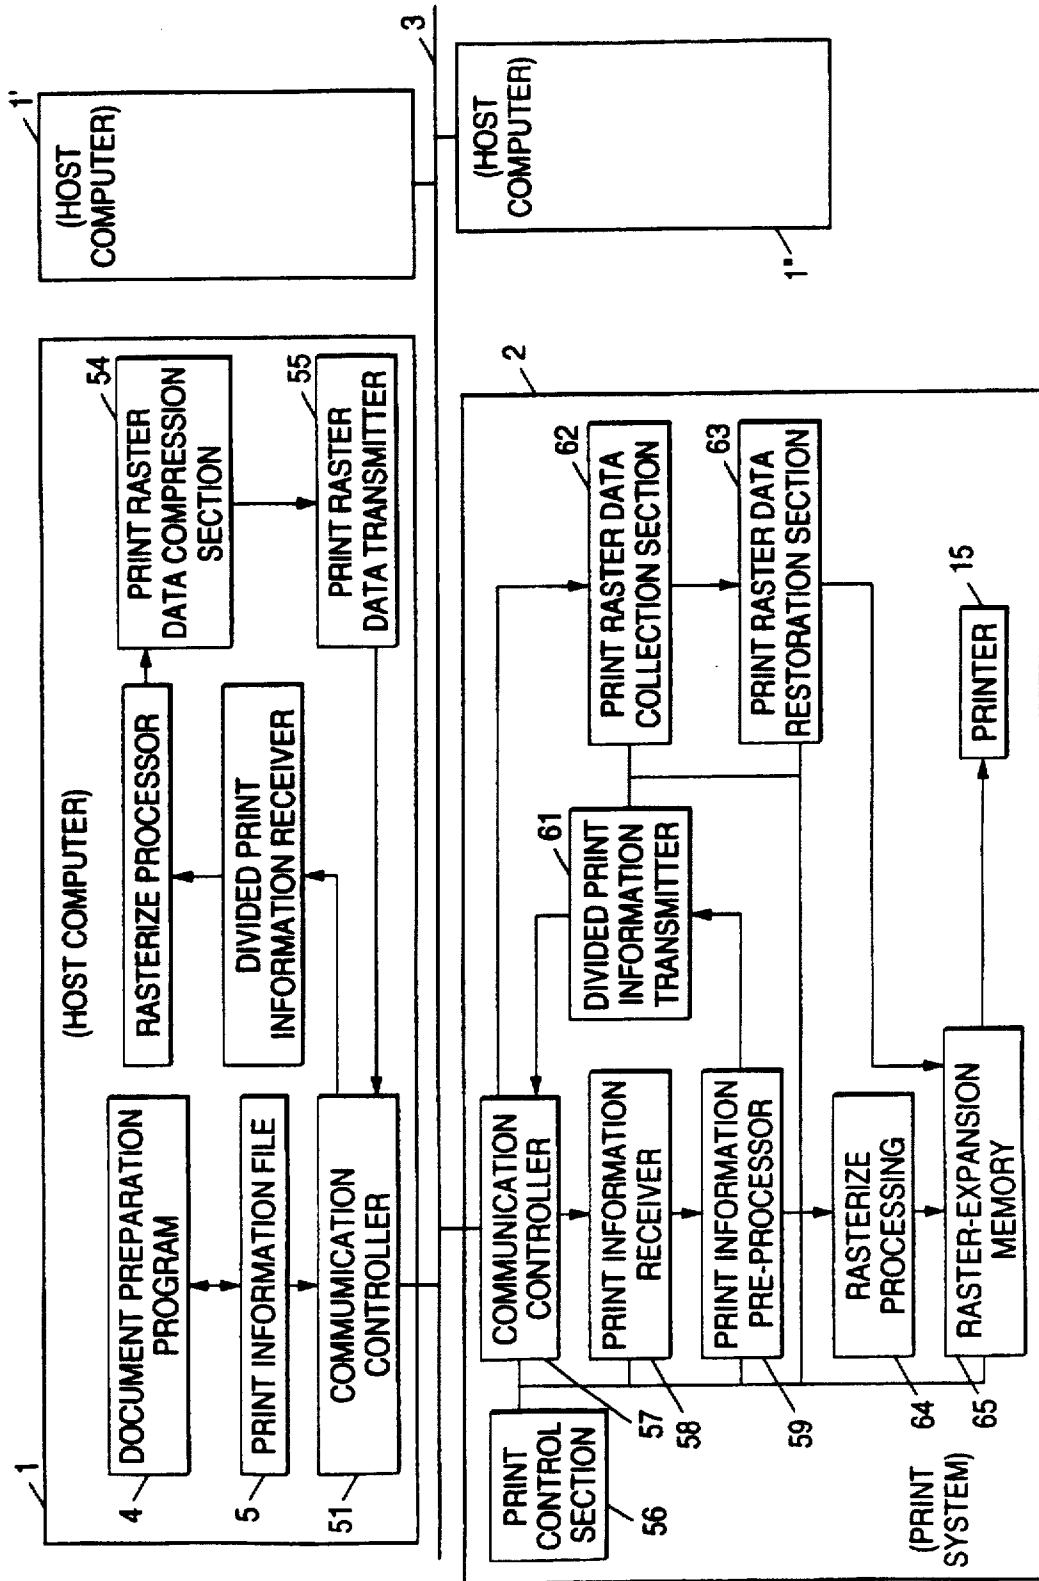 1
(HOST COMPUTER)
4
DOCUMENT PREPARATION
PROGRAM
5
PRINT INFORMATION FILE
51
COMMUMICATION
CONTROLLER
RASTERIZE PROCESSOR
DIVIDED PRINT
INFORMATION RECEIVER
54
PRINT RASTER
DATA COMPRESSION
SECTION
55
PRINT RASTER
DATA TRANSMITTER
1'
(HOST
COMPUTER)
3
(HOST
COMPUTER)
1"
2
PRINT
CONTROL
SECTION
56
COMMUNICATION
CONTROLLER
57
PRINT INFORMATION
RECEIVER
58
PRINT INFORMATION
PRE-PROCESSOR
59
DIVIDED PRINT
INFORMATION
TRANSMITTER
61
62
PRINT RASTER DATA
COLLECTION SECTION
63
PRINT RASTER DATA
RESTORATION SECTION
RASTERIZE
PROCESSING
64
RASTER-EXPANSION
MEMORY
65
15
PRINTER
(PRINT
SYSTEM)